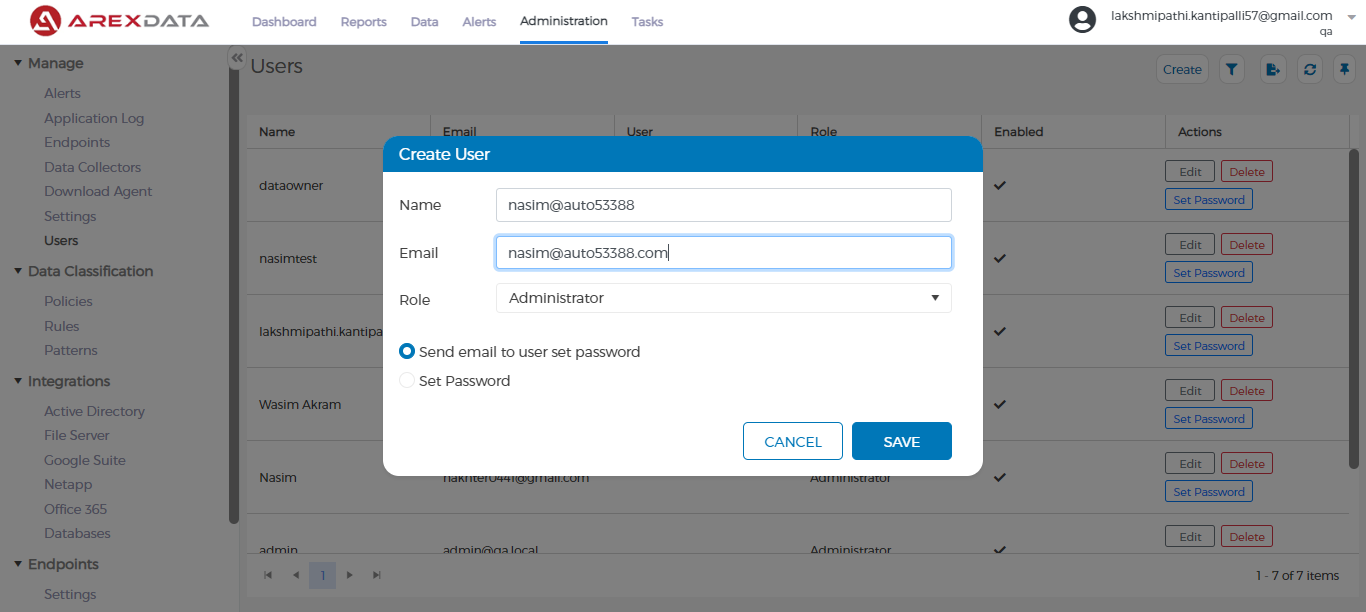 AREXDATA
Dashboard Reports Data Alerts Administration Tasks
lakshmipathi.kantipalli57@gmail.com
qa
Manage
Alerts
Application Log
Endpoints
Data Collectors
Download Agent
Settings
Users
Data Classification
Policies
Rules
Patterns
Integrations
Active Directory
File Server
Google Suite
Netapp
Office 365
Databases
Endpoints
Settings
Users
Create
Name Email User Role Enabled Actions
dataowner Edit Delete
Set Password
nasimtest Edit Delete
Set Password
lakshmipathi.kantipa Edit Delete
Set Password
Wasim Akram Edit Delete
Set Password
Nasim nakhter0441@gmail.com Administrator Edit Delete
Set Password
admin admin@qa.local Administrator Edit Delete
1
1 - 7 of 7 items
Create User
Name nasim@auto53388
Email nasim@auto53388.com
Role Administrator
Send email to user set password
Set Password
CANCEL SAVE